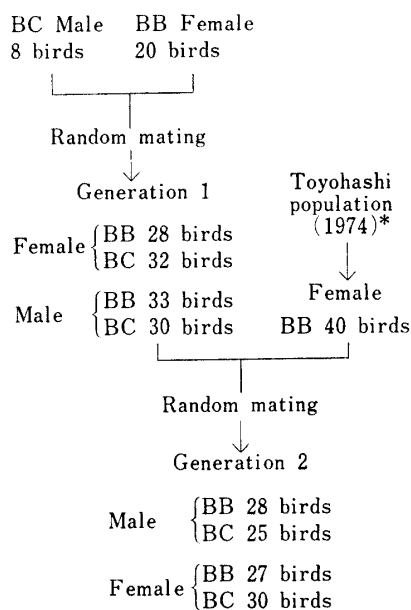 BC Male BB Female
8 birds 20 birds
Random mating
Generation 1
Female BB 28 birds
BC 32 birds
Male BB 33 birds
BC 30 birds
Toyohashi
population
(1974)*
Female
BB 40 birds
Random mating
Generation 2
Male BB 28 birds
BC 25 birds
Female BB 27 birds
BC 30 birds